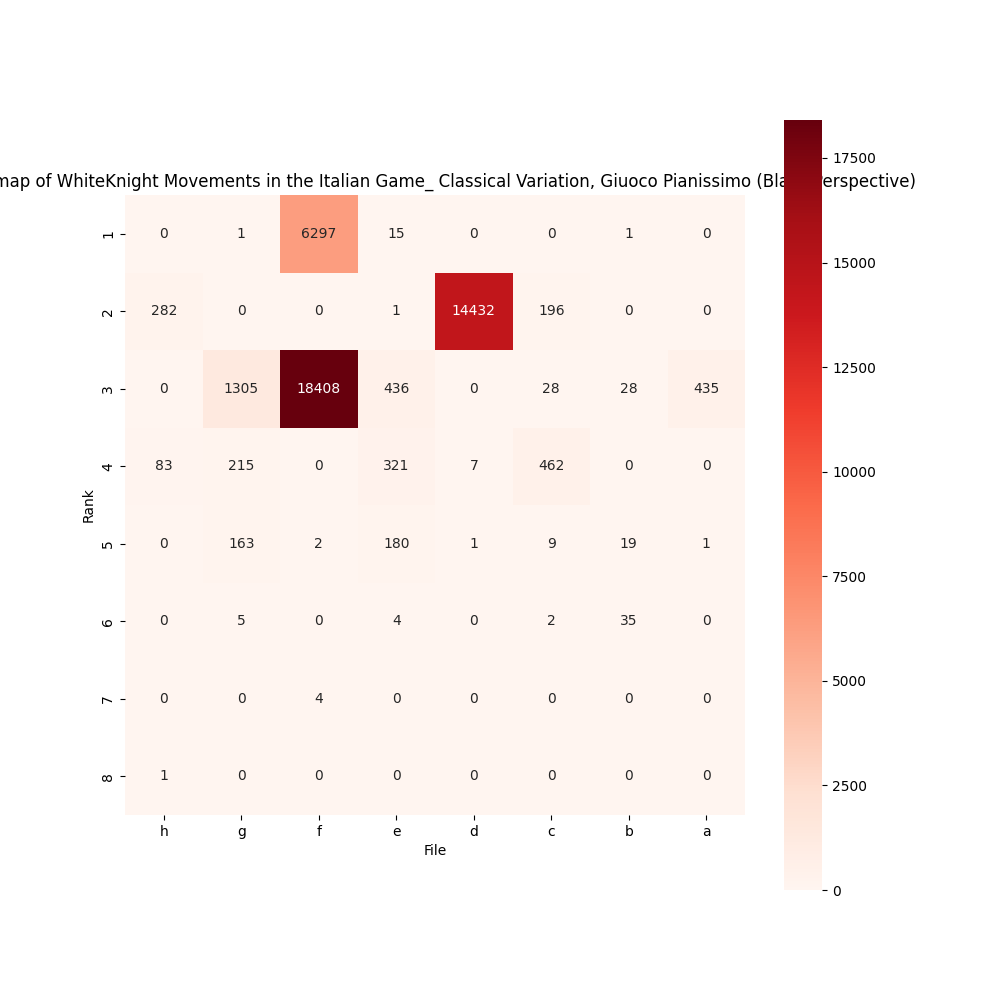 map of WhiteKnight Movements in the Italian Game_ Classical Variation, Giuoco Pianissimo (Bla erspective)
1 0 1 6297 15 0 0 1 0
2 282 0 0 1 14432 196 0 0
3 0 1305 18408 436 0 28 28 435
4 83 215 0 321 7 462 0 0
5 0 163 2 180 1 9 19 1
6 0 5 0 4 0 2 35 0
7 0 0 4 0 0 0 0 0
8 1 0 0 0 0 0 0 0
h g f e d c b a
File
Rank
17500
15000
12500
10000
7500
5000
2500
0